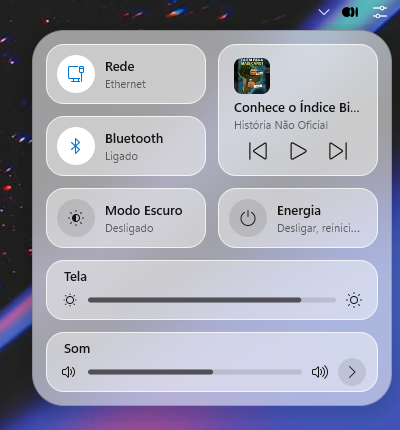 Rede
Ethernet
Conhece o Índice Bi...
História Não Oficial
Bluetooth
Ligado
Modo Escuro
Desligado
Energia
Desligar, reinici...
Tela
Som